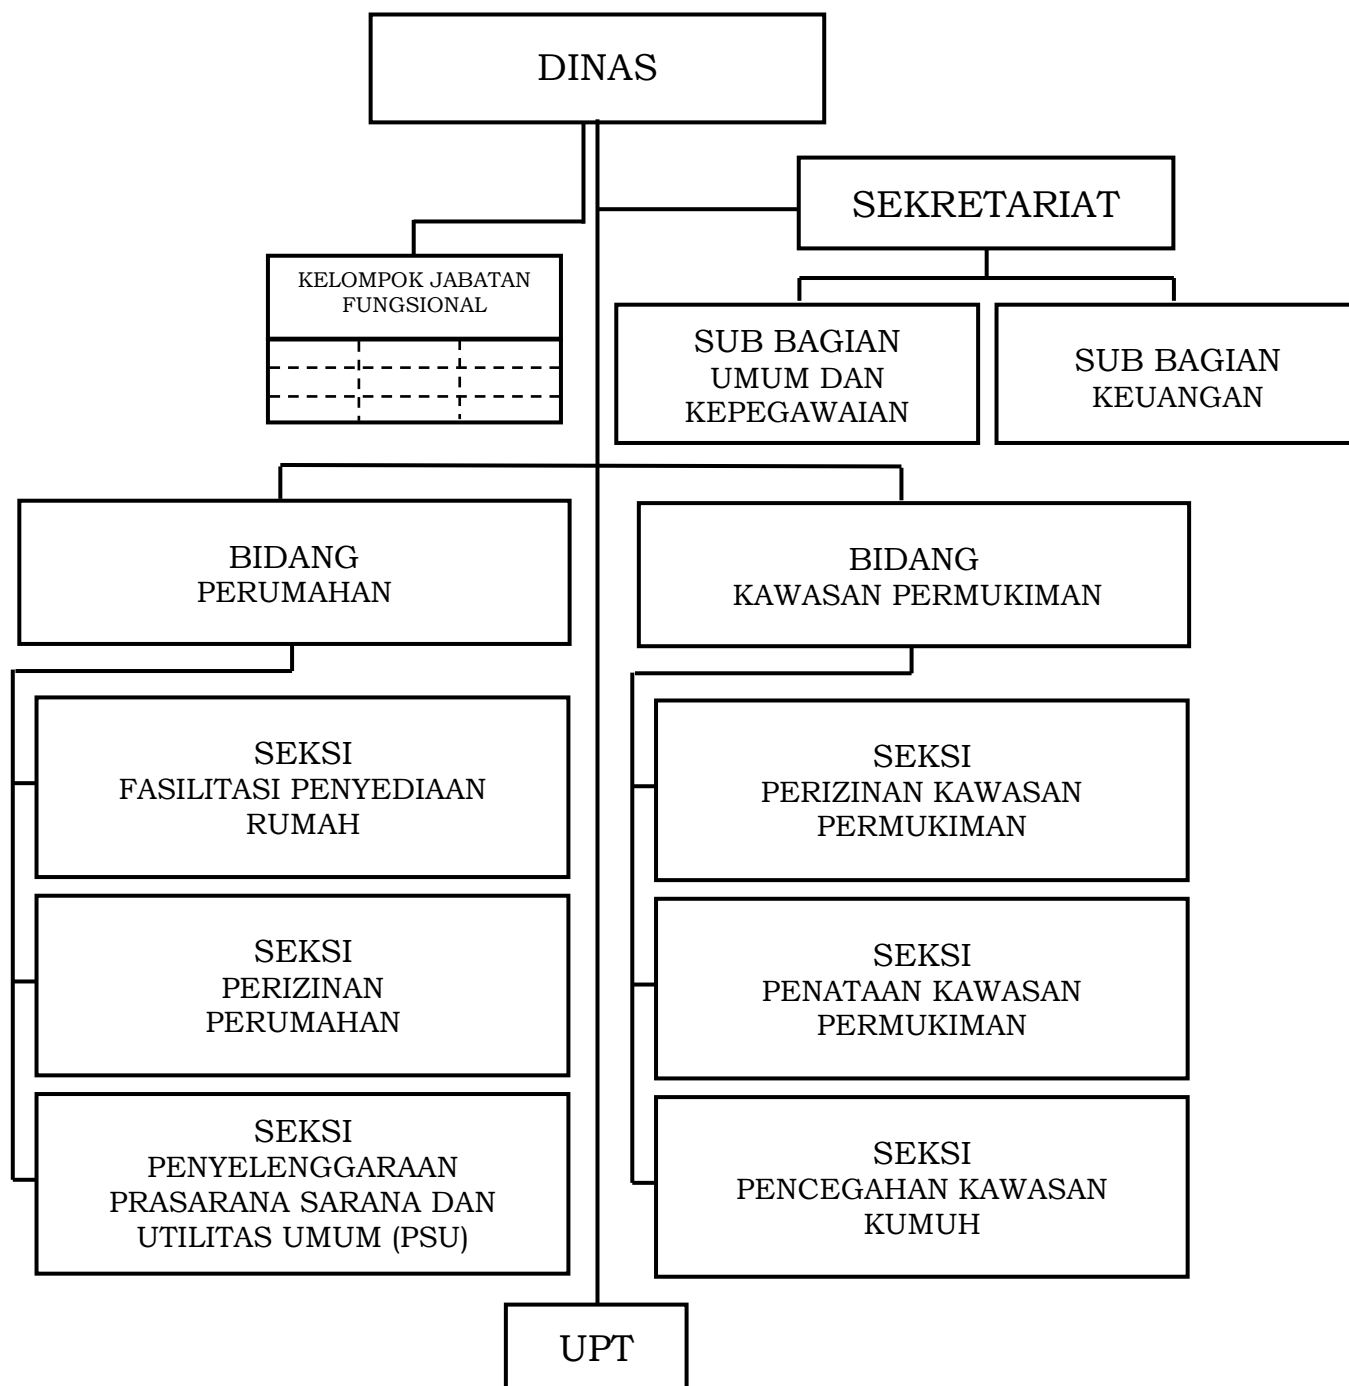 DINAS
SEKRETARIAT
KELOMPOK JABATAN
FUNGSIONAL
SUB BAGIAN
UMUM DAN
KEPEGAWAIAN
SUB BAGIAN
KEUANGAN
BIDANG
PERUMAHAN
BIDANG
KAWASAN PERMUKIMAN
SEKSI
FASILITASI PENYEDIAAN
RUMAH
SEKSI
PERIZINAN KAWASAN
PERMUKIMAN
SEKSI
PERIZINAN
PERUMAHAN
SEKSI
PENATAAN KAWASAN
PERMUKIMAN
SEKSI
PENYELENGGARAAN
PRASARANA SARANA DAN
UTILITAS UMUM (PSU)
SEKSI
PENCEGAHAN KAWASAN
KUMUH
UPT